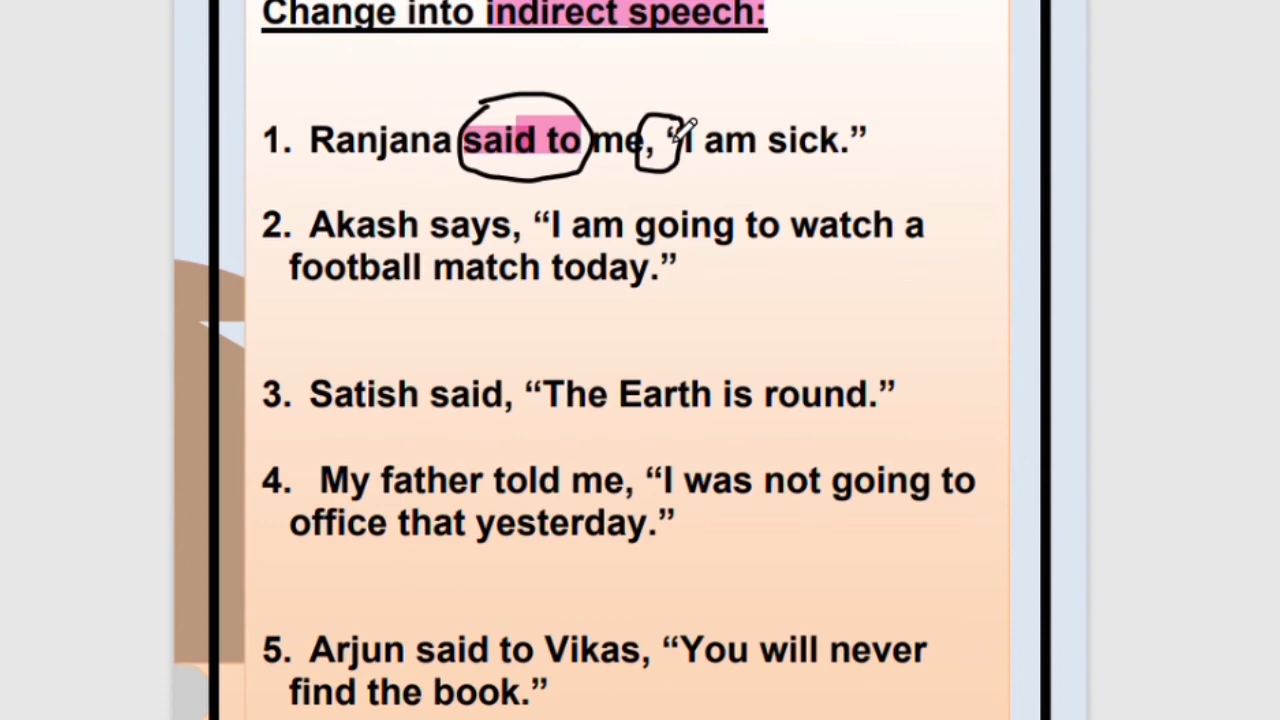 Change into indirect speech:
1. Ranjana said to me, “I am sick.”
2. Akash says, “I am going to watch a
football match today.”
3. Satish said, “The Earth is round.”
4. My father told me, “I was not going to
office that yesterday.”
5. Arjun said to Vikas, “You will never
find the book.”